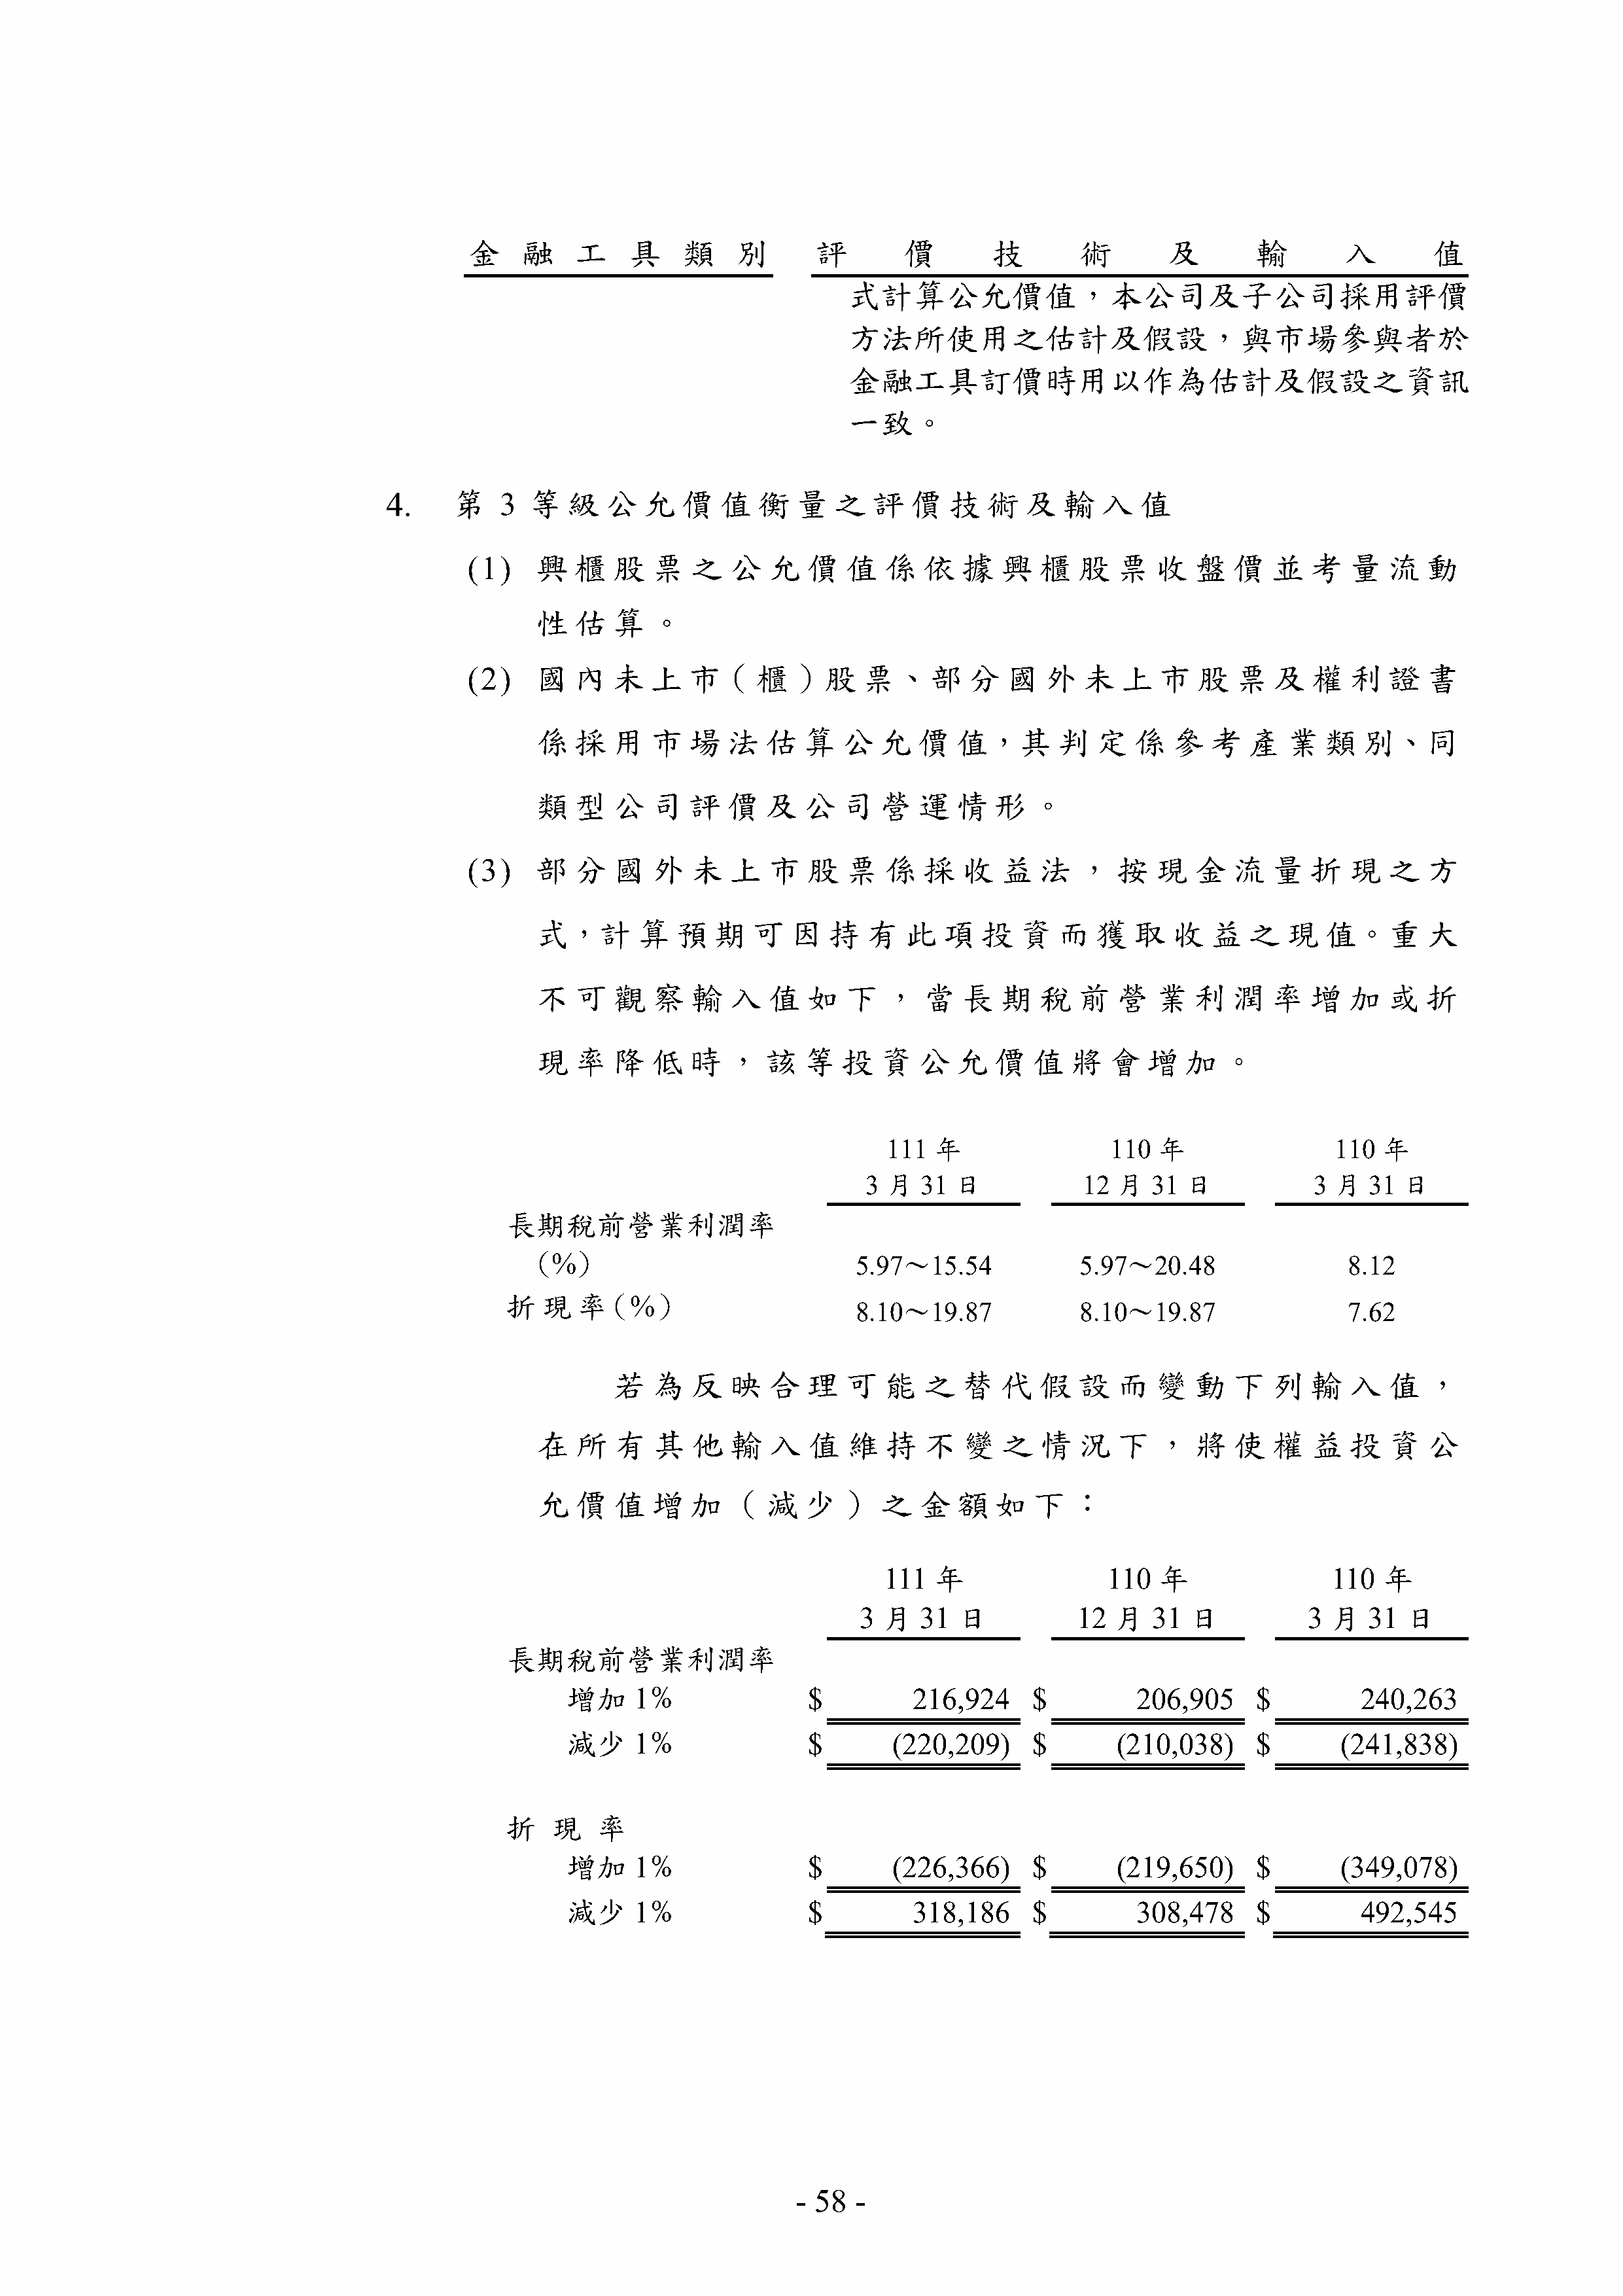 金融工具類別 評價技術及輸入值
式計算公允價值，本公司及子公司採用評價
方法所使用之估計及假設，與市場參與者於
金融工具訂價時用以作為估計及假設之資訊
一致。
4. 第 3 等級公允價值衡量之評價技術及輸入值
(1) 興櫃股票之公允價值係依據興櫃股票收盤價並考量流動
性估算。
(2) 國內未上市（櫃）股票、部分國外未上市股票及權利證書
係採用市場法估算公允價值，其判定係參考產業類別、同
類型公司評價及公司營運情形。
(3) 部分國外未上市股票係採收益法，按現金流量折現之方
式，計算預期可因持有此項投資而獲取收益之現值。重大
不可觀察輸入值如下，當長期稅前營業利潤率增加或折
現率降低時，該等投資公允價值將會增加。
111 年 110 年 110 年
3 月 31 日 12 月 31 日 3 月 31 日
長期稅前營業利潤率
（%） 5.97～15.54 5.97～20.48 8.12
折現率（%） 8.10～19.87 8.10～19.87 7.62
若為反映合理可能之替代假設而變動下列輸入值，
在所有其他輸入值維持不變之情況下，將使權益投資公
允價值增加（減少）之金額如下：
111 年 110 年 110 年
3 月 31 日 12 月 31 日 3 月 31 日
長期稅前營業利潤率
增加 1% $ 216,924 $ 206,905 $ 240,263
減少 1% $ (220,209) $ (210,038) $ (241,838)
折現率
增加 1% $ (226,366) $ (219,650) $ (349,078)
減少 1% $ 318,186 $ 308,478 $ 492,545
- 58 -